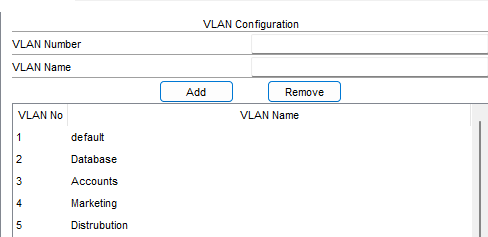 VLAN Configuration
VLAN Number
VLAN Name
Add Remove
VLAN No VLAN Name
1 default
2 Database
3 Accounts
4 Marketing
5 Distrubution